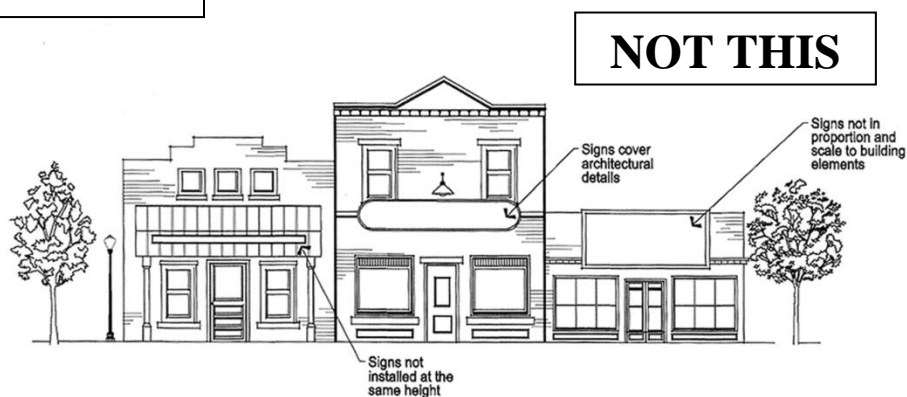 NOT THIS
Signs cover
architectural
details
Signs not in
proportion and
scale to building
elements
Signs not
installed at the
same height